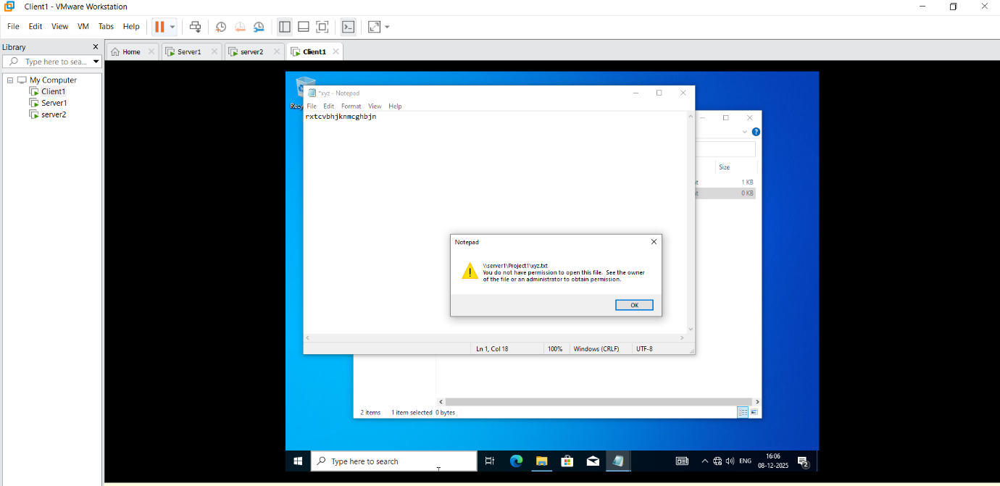 Client1 - VMware Workstation
File Edit View VM Tabs Help
Library
Type here to sea...
Home Server1 server2 Client1
My Computer
Client1
Server1
server2
*xyz - Notepad
File Edit Format View Help
rxtcvbhjknmcghbjn
?
Size
1 KB
0 KB
Notepad
\\server1\Project1\xyz.txt
You do not have permission to open this file. See the owner
of the file or an administrator to obtain permission.
OK
Ln 1, Col 18 100% Windows (CRLF) UTF-8
2 items 1 item selected 0 bytes
Type here to search
ENG
16:06
08-12-2025
2